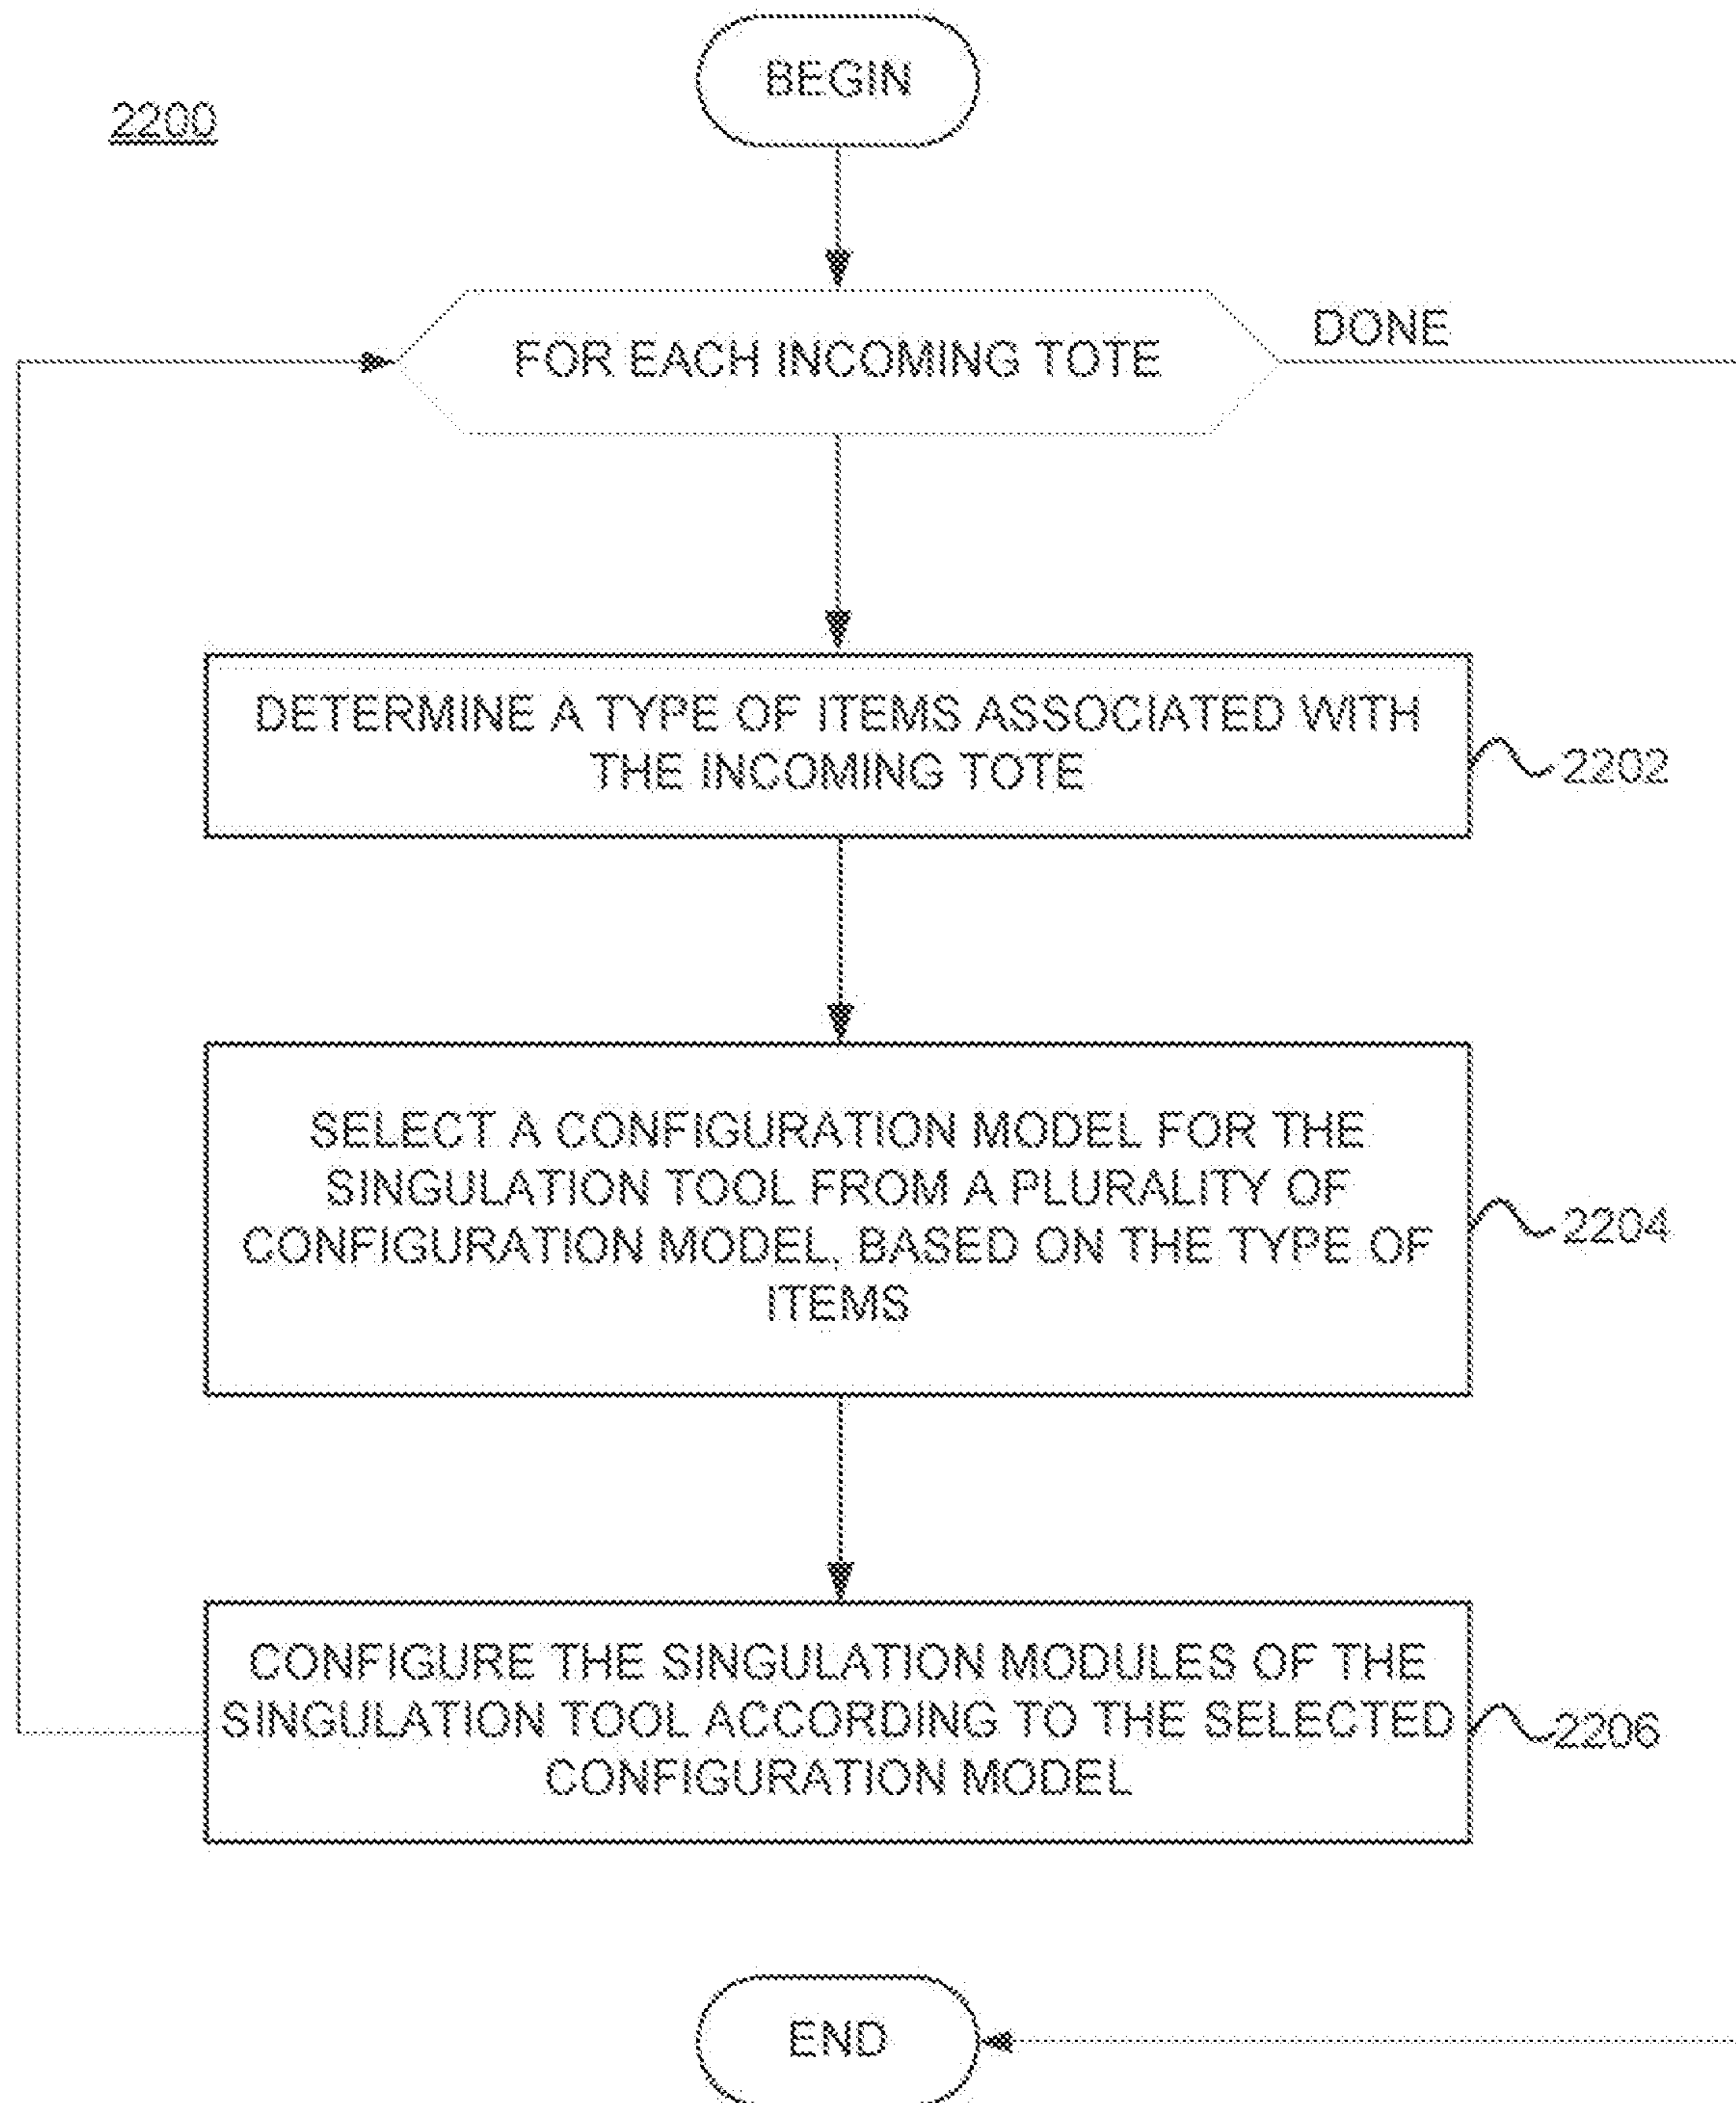 BEGIN
2200
FOR EACH INCOMING TOTE
DONE
DETERMINE A TYPE OF ITEMS ASSOCIATED WITH
THE INCOMING TOTE
2202
SELECT A CONFIGURATION MODEL FOR THE
SINGULATION TOOL FROM A PLURALITY OF
CONFIGURATION MODEL, BASED ON THE TYPE OF
ITEMS
2204
CONFIGURE THE SINGULATION MODULES OF THE
SINGULATION TOOL ACCORDING TO THE SELECTED
CONFIGURATION MODEL
2206
END